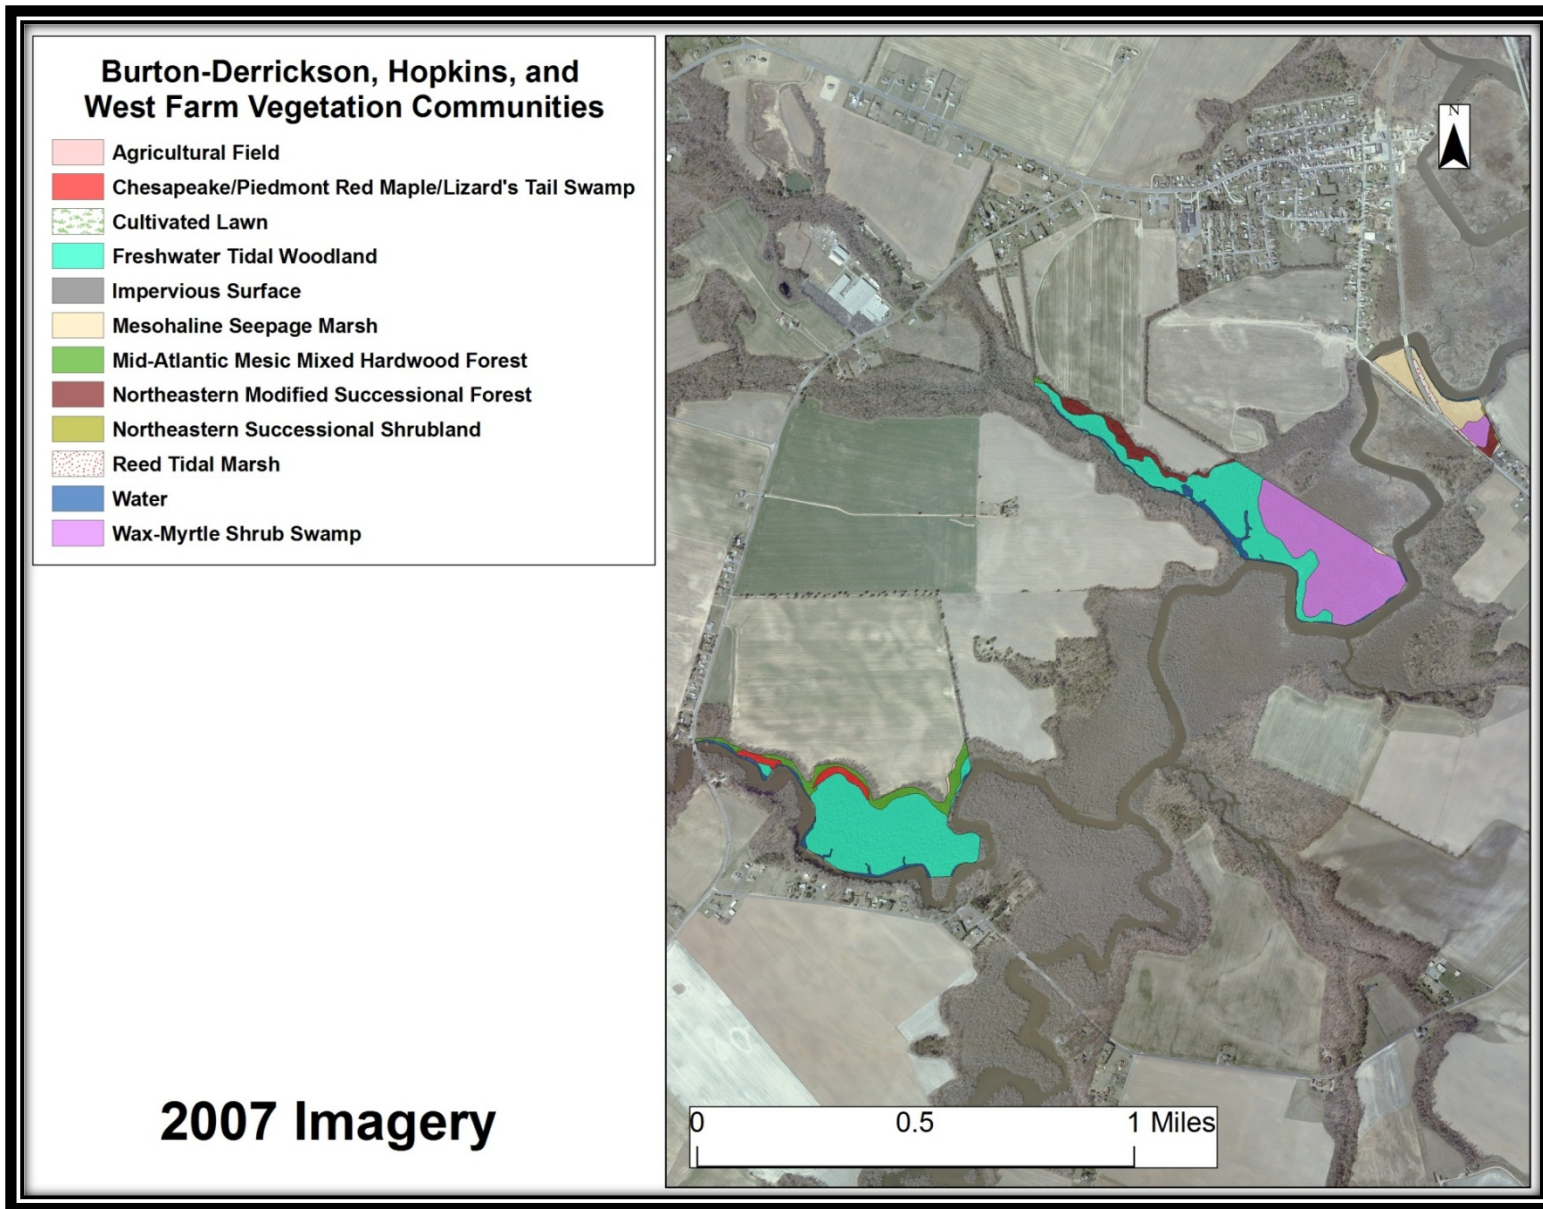 Burton-Derrickson, Hopkins, and
West Farm Vegetation Communities
Agricultural Field
Chesapeake/Piedmont Red Maple/Lizard's Tail Swamp
Cultivated Lawn
Freshwater Tidal Woodland
Impervious Surface
Mesohaline Seepage Marsh
Mid-Atlantic Mesic Mixed Hardwood Forest
Northeastern Modified Successional Forest
Northeastern Successional Shrubland
Reed Tidal Marsh
Water
Wax-Myrtle Shrub Swamp
N
2007 Imagery
0 0.5 1 Miles